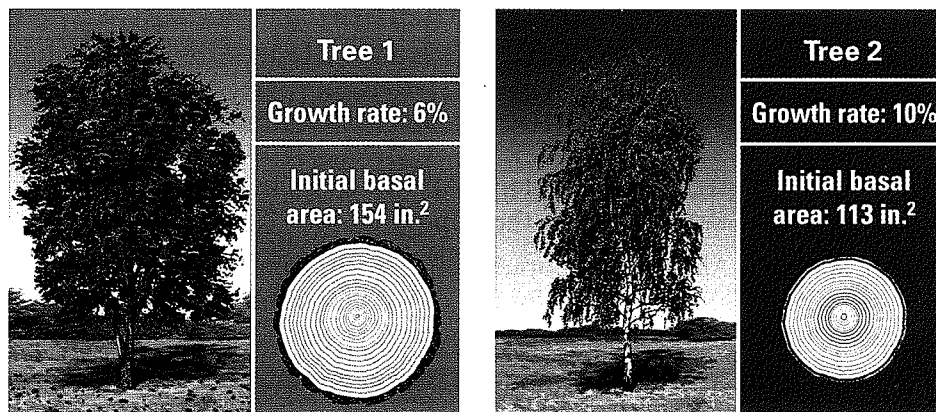 Tree 1
Growth rate: 6%
Initial basal
area: 154 in.²
Tree 2
Growth rate: 10%
Initial basal
area: 113 in.²